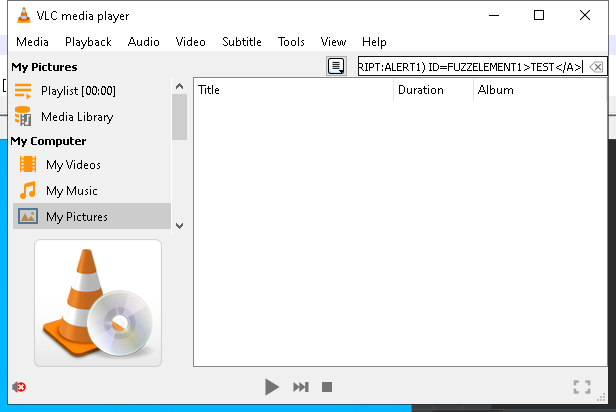 VLC media player
Media Playback Audio Video Subtitle Tools View Help
My Pictures
RIPT:ALERT1) ID=FUZZELEMENT1>TEST</A>
Playlist [00:00]
Media Library
My Computer
My Videos
My Music
My Pictures
Title Duration Album